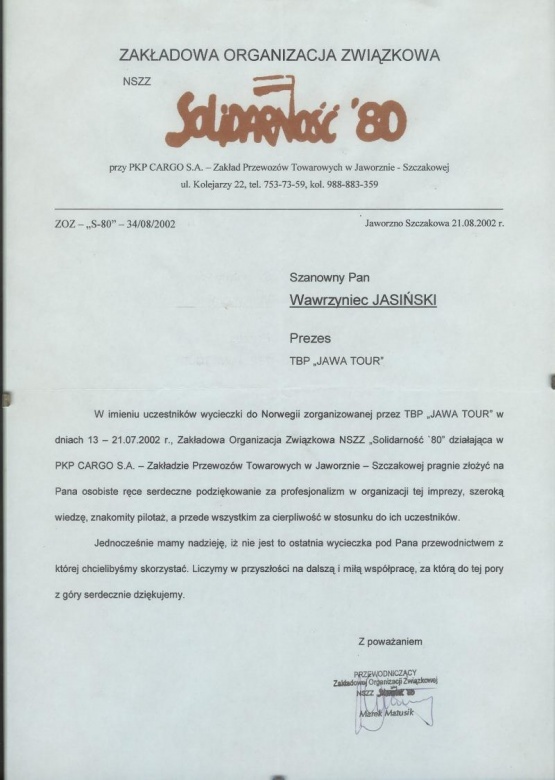 ZAKŁADOWA ORGANIZACJA ZWIĄZKOWA
NSZZ
SOLIDARNOŚĆ '80
przy PKP CARGO S.A. – Zakład Przewozów Towarowych w Jaworznie - Szczakowej
ul. Kolejarzy 22, tel. 753-73-59, kol. 988-883-359
ZOZ – „S-80” – 34/08/2002
Jaworzno Szczakowa 21.08.2002 r.
Szanowny Pan
Wawrzyniec JASIŃSKI
Prezes
TBP „JAWA TOUR”
W imieniu uczestników wycieczki do Norwegii zorganizowanej przez TBP „JAWA TOUR” w
dniach 13 – 21.07.2002 r., Zakładowa Organizacja Związkowa NSZZ „Solidarność `80” działająca w
PKP CARGO S.A. – Zakładzie Przewozów Towarowych w Jaworznie – Szczakowej pragnie złożyć na
Pana osobiste ręce serdeczne podziękowanie za profesjonalizm w organizacji tej imprezy, szeroką
wiedzę, znakomity pilotaż, a przede wszystkim za cierpliwość w stosunku do ich uczestników.
Jednocześnie mamy nadzieję, iż nie jest to ostatnia wycieczka pod Pana przewodnictwem z
której chcielibyśmy skorzystać. Liczymy w przyszłości na dalszą i miłą współpracę, za którą do tej pory
z góry serdecznie dziękujemy.
Z poważaniem
PRZEWODNICZĄCY
Zakładowej Organizacji Związkowej
NSZZ Solidarność '80
Marek Matusik